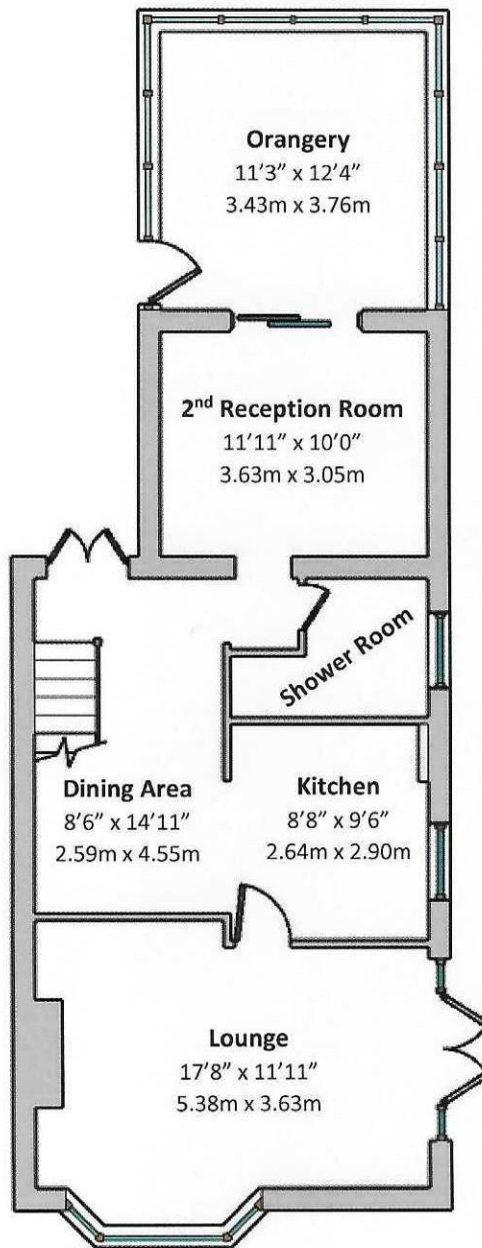 Orangery
11′3″ x 12′4″
3.43m x 3.76m
2nd Reception Room
11′11″ x 10′0″
3.63m x 3.05m
Shower Room
Dining Area
8′6″ x 14′11″
2.59m x 4.55m
Kitchen
8′8″ x 9′6″
2.64m x 2.90m
Lounge
17′8″ x 11′11″
5.38m x 3.63m